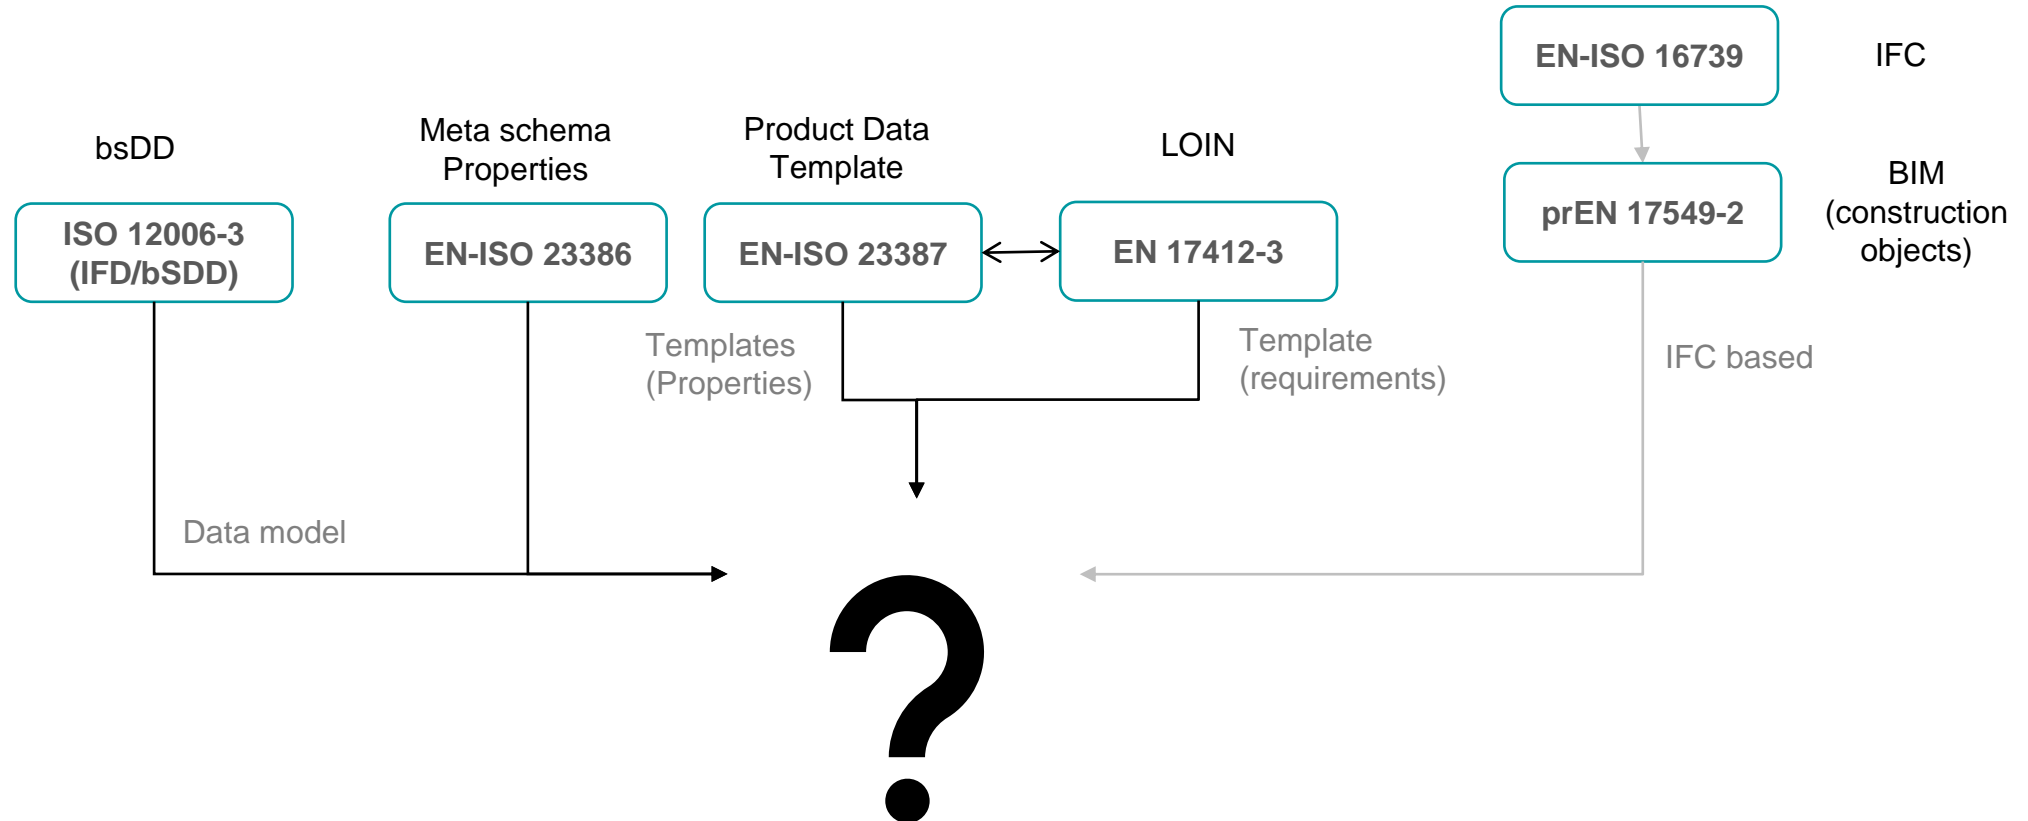 EN-ISO 16739
IFC
bsDD
Meta schema
Properties
Product Data
Template
LOIN
BIM
(construction
objects)
ISO 12006-3
(IFD/bSDD)
EN-ISO 23386
EN-ISO 23387
EN 17412-3
prEN 17549-2
Templates
(Properties)
Template
(requirements)
IFC based
Data model
?